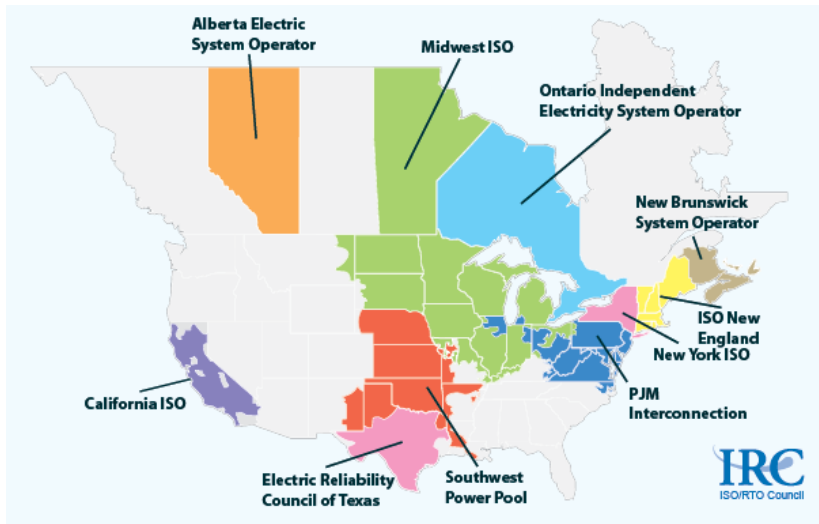 Alberta Electric
System Operator
Midwest ISO
Ontario Independent
Electricity System Operator
New Brunswick
System Operator
ISO New
England
New York ISO
PJM
Interconnection
California ISO
Electric Reliability
Council of Texas
Southwest
Power Pool
IRC
ISO/RTO Council